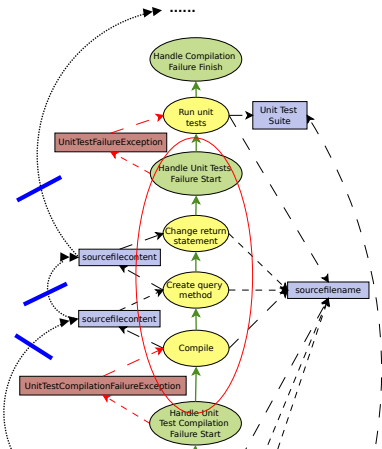 ......
Handle Compilation
Failure Finish
Run unit
tests
Unit Test
Suite
UnitTestFailureException
Handle Unit Tests
Failure Start
Change return
statement
sourcefilecontent
Create query
method
sourcefilename
sourcefilecontent
Compile
UnitTestCompilationFailureException
Handle Unit
Test Compilation
Failure Start